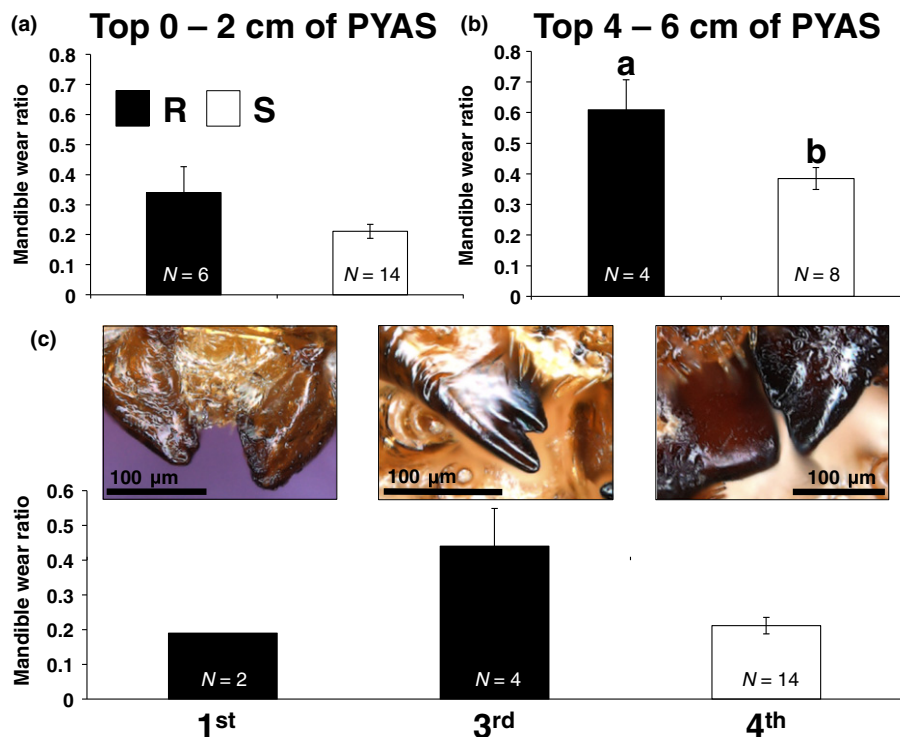 (a) Top 0 – 2 cm of PYAS
Mandible wear ratio
0.8
0.7
0.6
0.5
0.4
0.3
0.2
0.1
0
R S
N = 6
N = 14
(b) Top 4 – 6 cm of PYAS
Mandible wear ratio
0.8
0.7
0.6
0.5
0.4
0.3
0.2
0.1
0
a
b
N = 4
N = 8
(c)
100 µm
100 µm
100 µm
Mandible wear ratio
0.6
0.5
0.4
0.3
0.2
0.1
0
N = 2
N = 4
N = 14
1st
3rd
4th